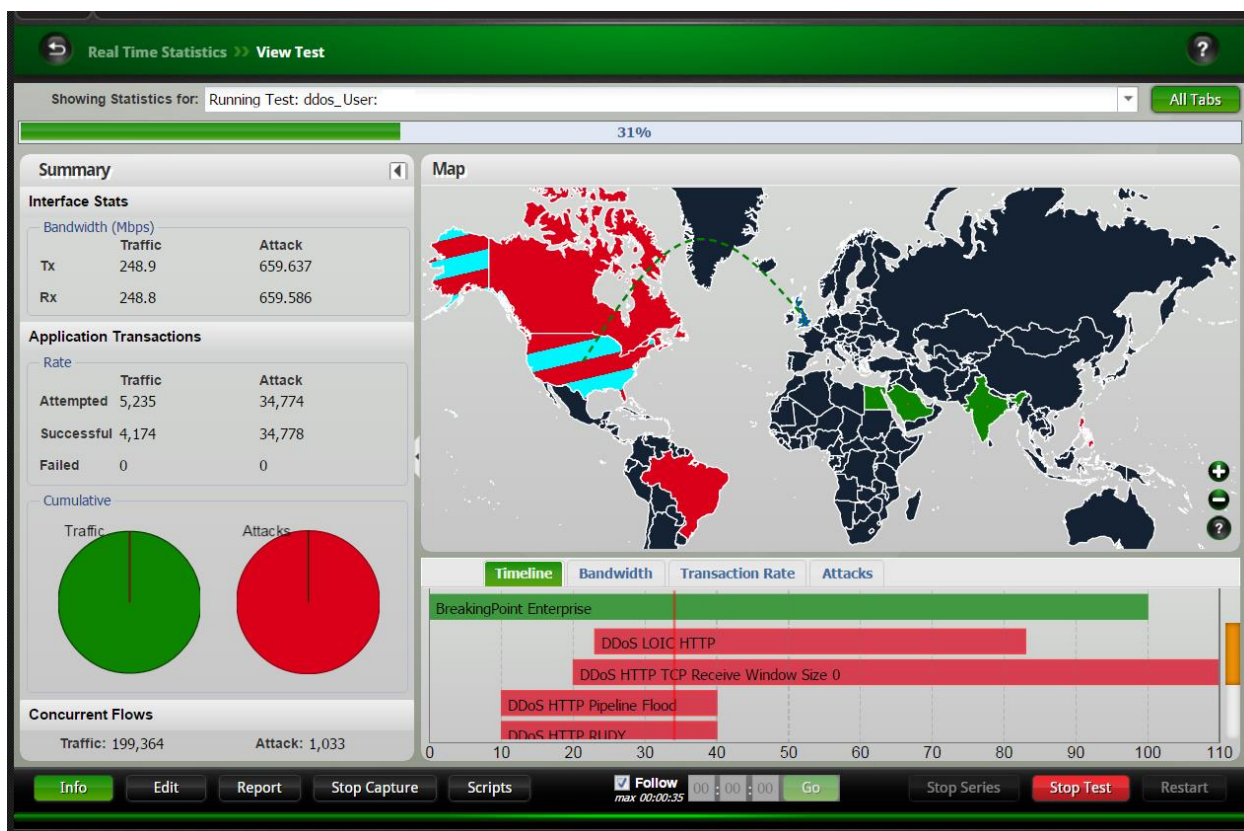 Real Time Statistics >> View Test
?
Showing Statistics for: Running Test: ddos_User:
All Tabs
31%
Summary
Interface Stats
Bandwidth (Mbps)
Traffic Attack
Tx 248.9 659.637
Rx 248.8 659.586
Application Transactions
Rate
Traffic Attack
Attempted 5,235 34,774
Successful 4,174 34,778
Failed 0 0
Cumulative
Traffic Attacks
Concurrent Flows
Traffic: 199,364 Attack: 1,033
Map
?
Timeline Bandwidth Transaction Rate Attacks
BreakingPoint Enterprise
DDoS LOIC HTTP
DDoS HTTP TCP Receive Window Size 0
DDoS HTTP Pipeline Flood
DDoS HTTP RUDY
0 10 20 30 40 50 60 70 80 90 100 110
Info Edit Report Stop Capture Scripts Follow 00 : 00 : 00 Go Stop Series Stop Test Restart
max 00:00:35